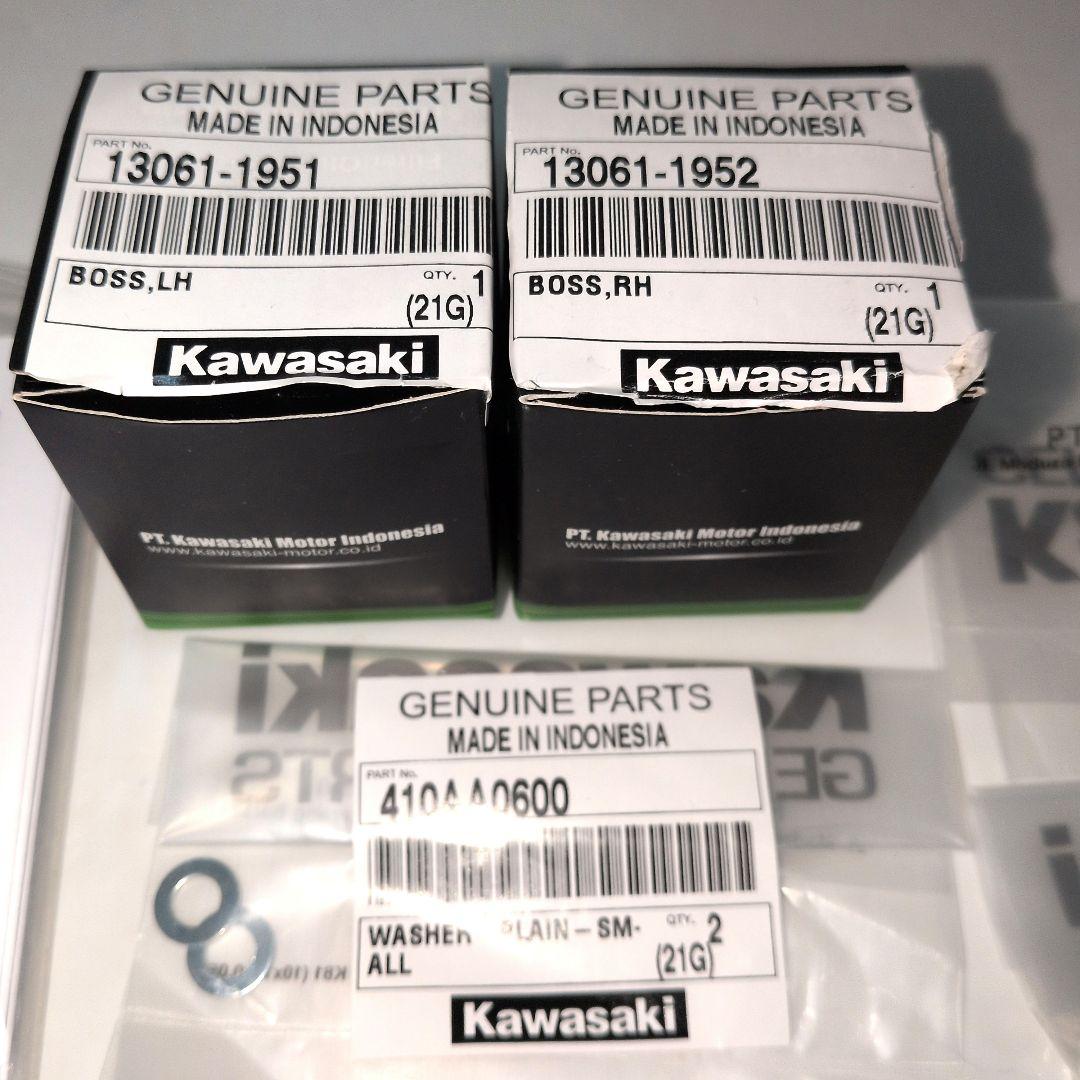 GENUINE PARTS
MADE IN INDONESIA
PART No.
13061-1951
BOSS,LH
QTY. 1
(21G)
Kawasaki
PT. Kawasaki Motor Indonesia
www.kawasaki-motor.co.id
GENUINE PARTS
MADE IN INDONESIA
PART No.
13061-1952
BOSS,RH
QTY. 1
(21G)
Kawasaki
PT. Kawasaki Motor Indonesia
www.kawasaki-motor.co.id
GENUINE PARTS
MADE IN INDONESIA
PART No.
410AA0600
WASHER PLAIN-SM-
ALL
QTY. 2
(21G)
Kawasaki